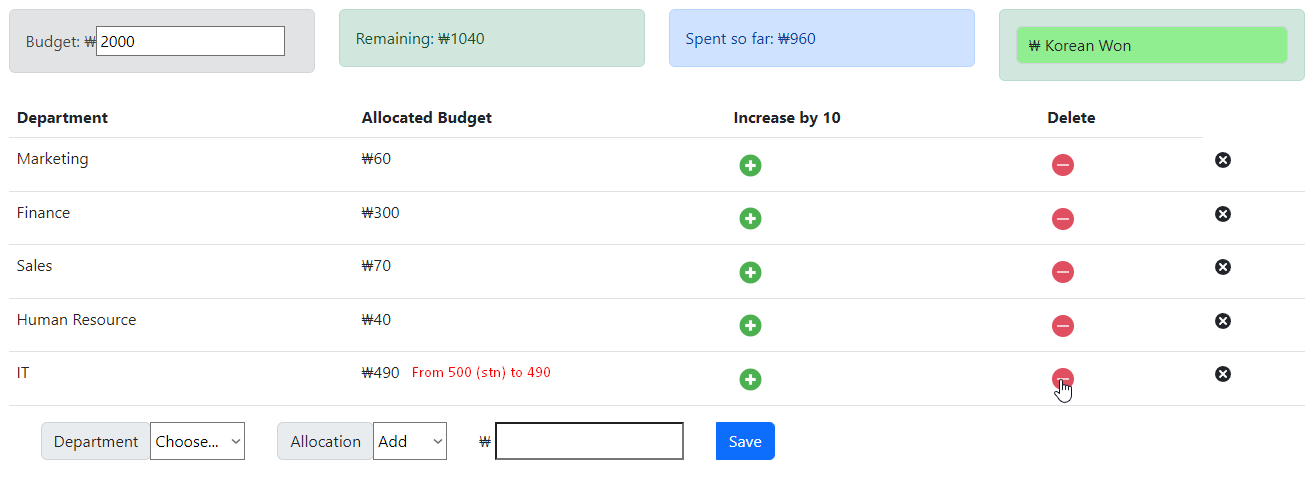 Budget: ₩ 2000
Remaining: ₩1040
Spent so far: ₩960
₩ Korean Won
Department Allocated Budget Increase by 10 Delete
Marketing ₩60
Finance ₩300
Sales ₩70
Human Resource ₩40
IT ₩490 From 500 (stn) to 490
Department Choose... Allocation Add ₩ Save